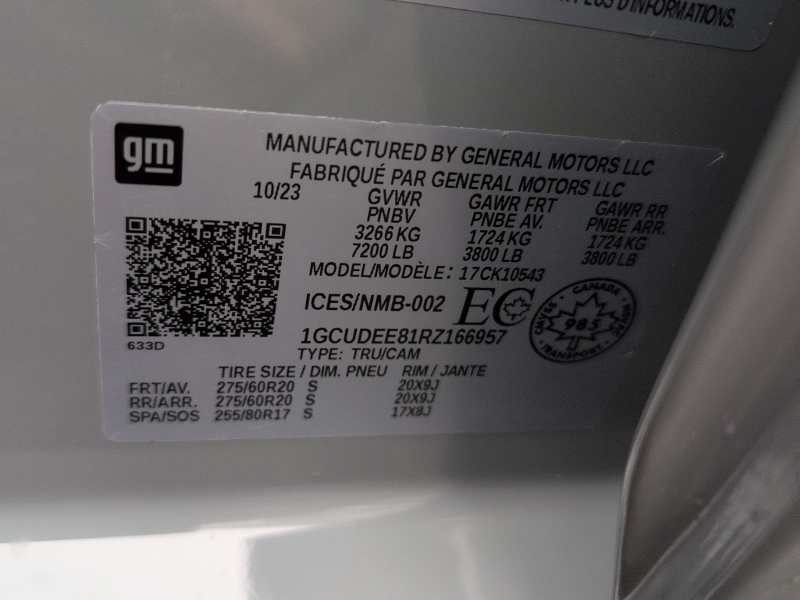 PLUS D'INFORMATIONS.
gm
MANUFACTURED BY GENERAL MOTORS LLC
FABRIQUÉ PAR GENERAL MOTORS LLC
10/23 GVWR GAWR FRT GAWR RR
PNBV PNBE AV. PNBE ARR.
3266 KG 1724 KG 1724 KG
7200 LB 3800 LB 3800 LB
MODEL/MODÈLE: 17CK10543
ICES/NMB-002 EC
CANADA
985
TRANSPORT
633D
1GCUDEE81RZ166957
TYPE: TRU/CAM
TIRE SIZE / DIM. PNEU RIM / JANTE
FRT/AV. 275/60R20 S 20X9J
RR/ARR. 275/60R20 S 20X9J
SPA/SOS 255/80R17 S 17X8J